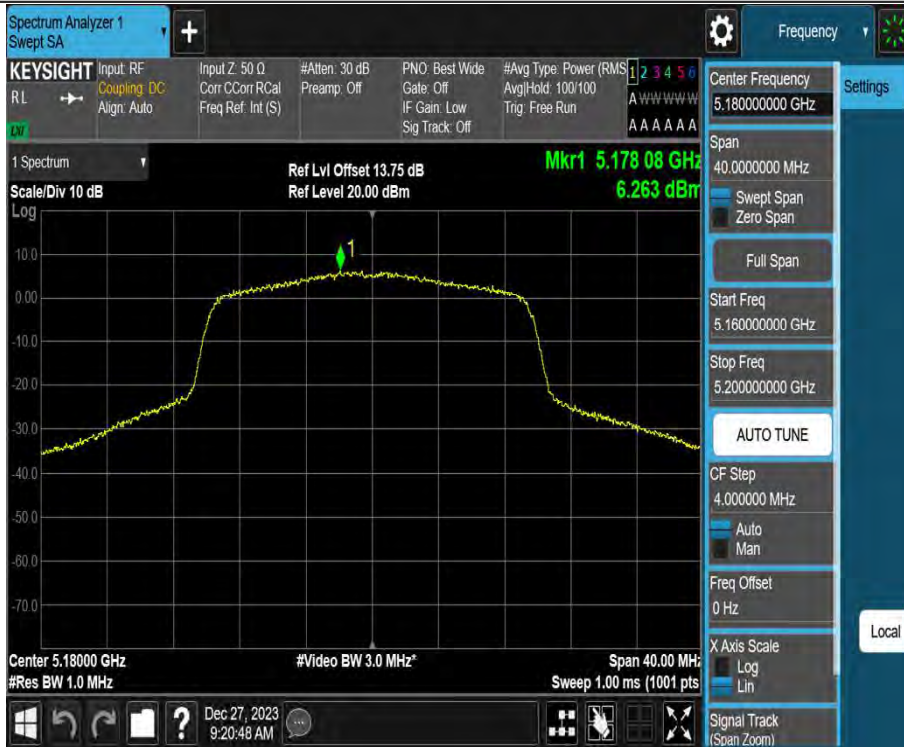 Spectrum Analyzer 1
Swept SA
+
Frequency
KEYSIGHT
RL
LXI
Input: RF
Coupling: DC
Align: Auto
Input Z: 50 Ω
Corr CCorr RCal
Freq Ref: Int (S)
#Atten: 30 dB
Preamp: Off
PNO: Best Wide
Gate: Off
IF Gain: Low
Sig Track: Off
#Avg Type: Power (RMS
Avg|Hold: 100/100
Trig: Free Run
1 2 3 4 5 6
A W W W W W
A A A A A A
1 Spectrum
Scale/Div 10 dB
Log
Ref Lvl Offset 13.75 dB
Ref Level 20.00 dBm
Mkr1 5.178 08 GHz
6.263 dBm
1
10.0
0.00
-10.0
-20.0
-30.0
-40.0
-50.0
-60.0
-70.0
Center 5.18000 GHz
#Video BW 3.0 MHz*
Span 40.00 MHz
#Res BW 1.0 MHz
Sweep 1.00 ms (1001 pts
?
Dec 27, 2023
9:20:48 AM
Center Frequency
5.180000000 GHz
Span
40.0000000 MHz
Swept Span
Zero Span
Full Span
Start Freq
5.160000000 GHz
Stop Freq
5.200000000 GHz
AUTO TUNE
CF Step
4.000000 MHz
Auto
Man
Freq Offset
0 Hz
X Axis Scale
Log
Lin
Signal Track
(Span Zoom)
Settings
Local